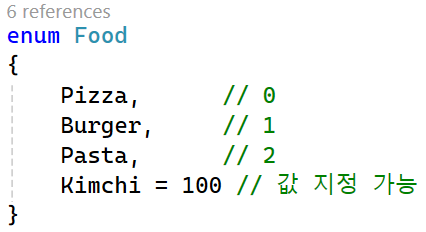 6 references
enum Food
{
    Pizza,      // 0
    Burger,     // 1
    Pasta,      // 2
    Kimchi = 100 // 값 지정 가능
}